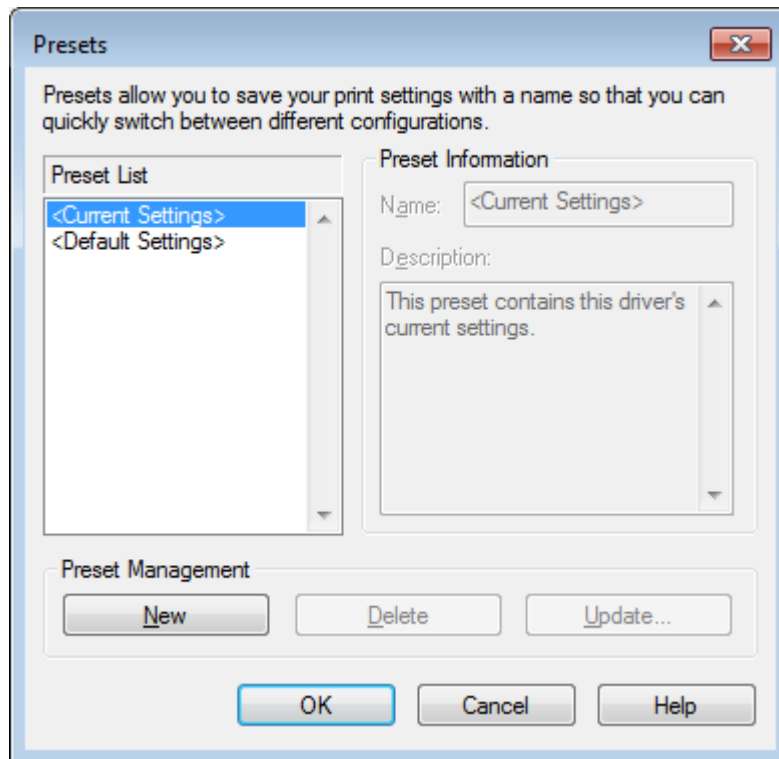 Presets
Presets allow you to save your print settings with a name so that you can
quickly switch between different configurations.
Preset List
<Current Settings>
<Default Settings>
Preset Information
Name:
<Current Settings>
Description:
This preset contains this driver's
current settings.
Preset Management
New
Delete
Update...
OK
Cancel
Help